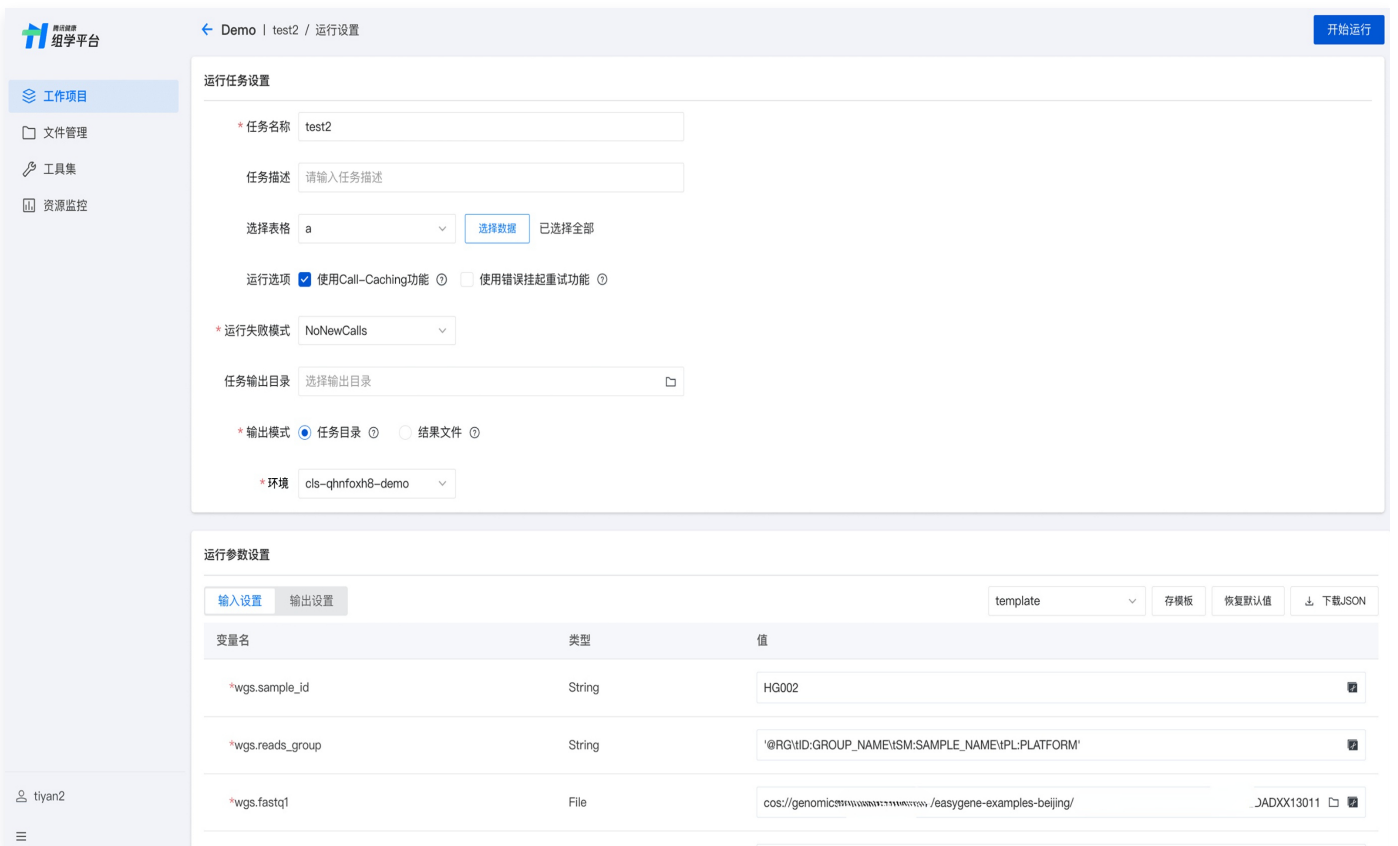 腾讯健康
组学平台
工作项目
文件管理
工具集
资源监控
tiyan2
← Demo | test2 / 运行设置
开始运行
运行任务设置
* 任务名称 test2
任务描述 请输入任务描述
选择表格 a 选择数据 已选择全部
运行选项 使用Call-Caching功能 使用错误挂起重试功能
* 运行失败模式 NoNewCalls
任务输出目录 选择输出目录
* 输出模式 任务目录 结果文件
* 环境 cls-qhnfoxh8-demo
运行参数设置
输入设置 输出设置 template 存模板 恢复默认值 下载JSON
变量名 类型 值
*wgs.sample_id String HG002
*wgs.reads_group String '@RG\tID:GROUP_NAME\tSM:SAMPLE_NAME\tPL:PLATFORM'
*wgs.fastq1 File cos://genomics /easygene-examples-beijing/ DADXX13011